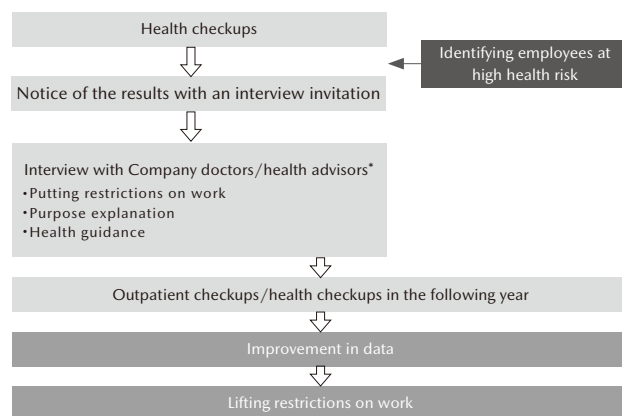 Health checkups
Identifying employees at
high health risk
Notice of the results with an interview invitation
Interview with Company doctors/health advisors*
•Putting restrictions on work
•Purpose explanation
•Health guidance
Outpatient checkups/health checkups in the following year
Improvement in data
Lifting restrictions on work